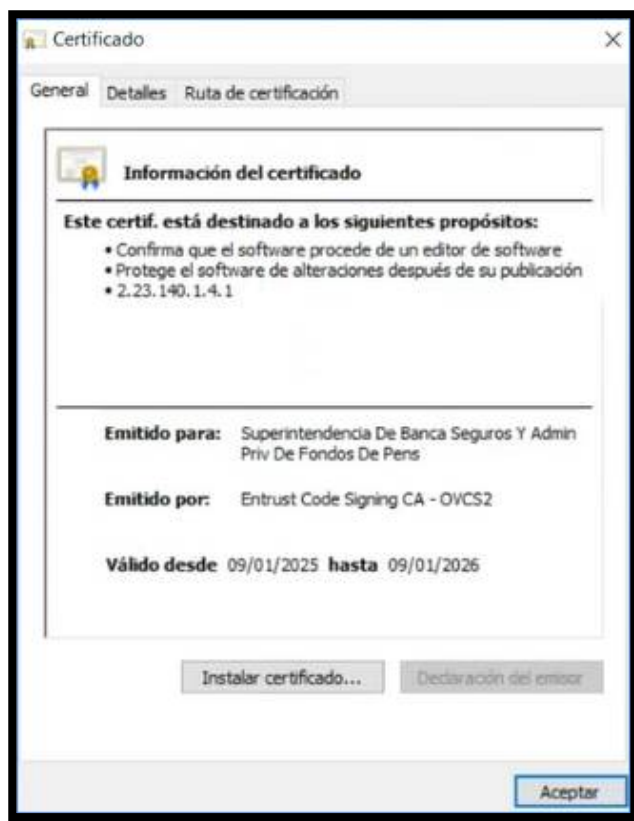 Certificado
General Detalles Ruta de certificación
Información del certificado
Este certif. está destinado a los siguientes propósitos:
• Confirma que el software procede de un editor de software
• Protege el software de alteraciones después de su publicación
• 2.23.140.1.4.1
Emitido para: Superintendencia De Banca Seguros Y Admin
Priv De Fondos De Pens
Emitido por: Entrust Code Signing CA - OVCS2
Válido desde 09/01/2025 hasta 09/01/2026
Instalar certificado... Declaración del emisor
Aceptar